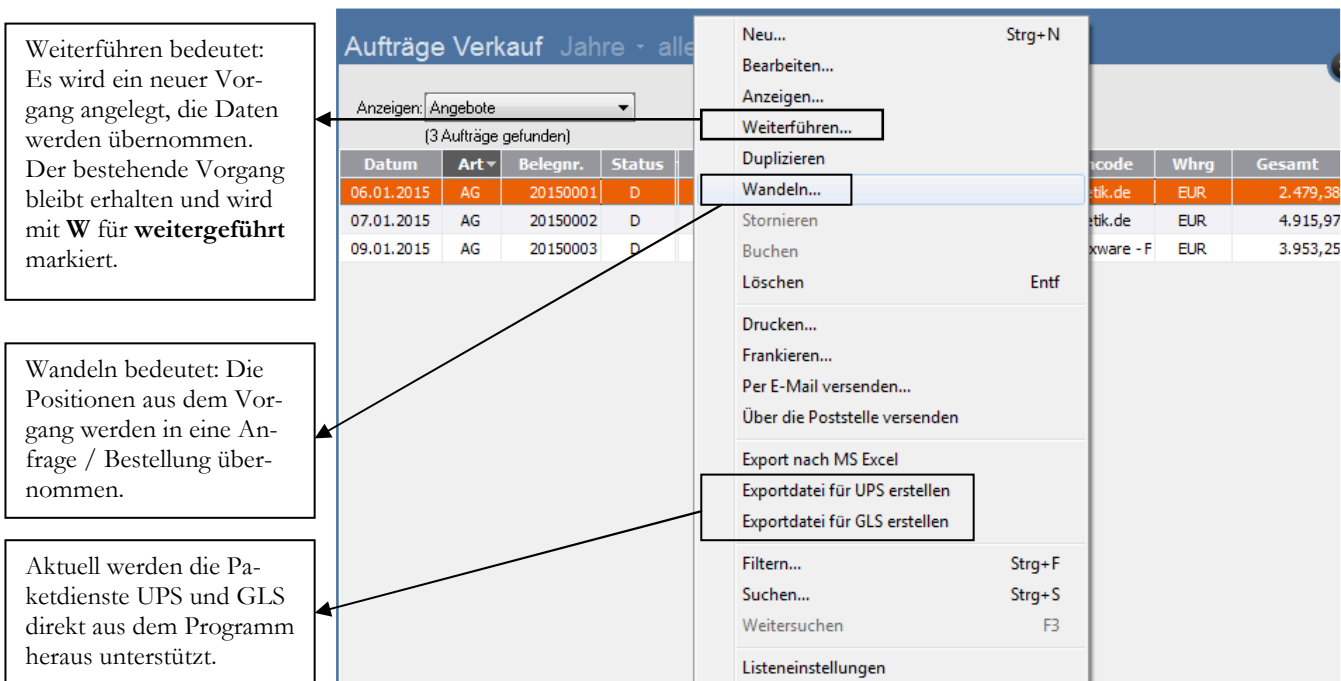 Weiterführen bedeutet:
Es wird ein neuer Vor-
gang angelegt, die Daten
werden übernommen.
Der bestehende Vorgang
bleibt erhalten und wird
mit W für weitergeführt
markiert.
Wandeln bedeutet: Die
Positionen aus dem Vor-
gang werden in eine An-
frage / Bestellung über-
nommen.
Aktuell werden die Pa-
ketdienste UPS und GLS
direkt aus dem Programm
heraus unterstützt.
Aufträge Verkauf Jahre - alle
Anzeigen: Angebote
(3 Aufträge gefunden)
Datum Art Belegnr. Status ncode Whrg Gesamt
06.01.2015 AG 20150001 D etik.de EUR 2.479,38
07.01.2015 AG 20150002 D etik.de EUR 4.915,97
09.01.2015 AG 20150003 D xware - F EUR 3.953,25
Neu... Strg+N
Bearbeiten...
Anzeigen...
Weiterführen...
Duplizieren
Wandeln...
Stornieren
Buchen
Löschen Entf
Drucken...
Frankieren...
Per E-Mail versenden...
Über die Poststelle versenden
Export nach MS Excel
Exportdatei für UPS erstellen
Exportdatei für GLS erstellen
Filtern... Strg+F
Suchen... Strg+S
Weitersuchen F3
Listeneinstellungen